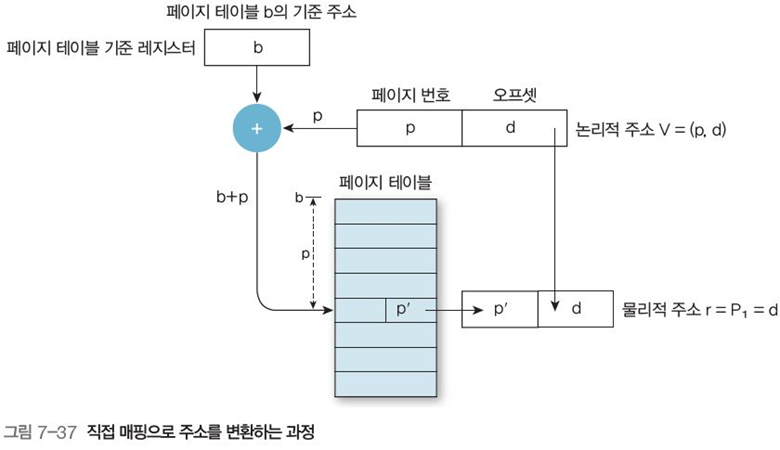 페이지 테이블 b의 기준 주소
페이지 테이블 기준 레지스터
b
페이지 번호
오프셋
+
p
p
d
논리적 주소 V = (p, d)
페이지 테이블
b+p
b
p
p′
p′
d
물리적 주소 r = P₁ = d
그림 7-37 직접 매핑으로 주소를 변환하는 과정